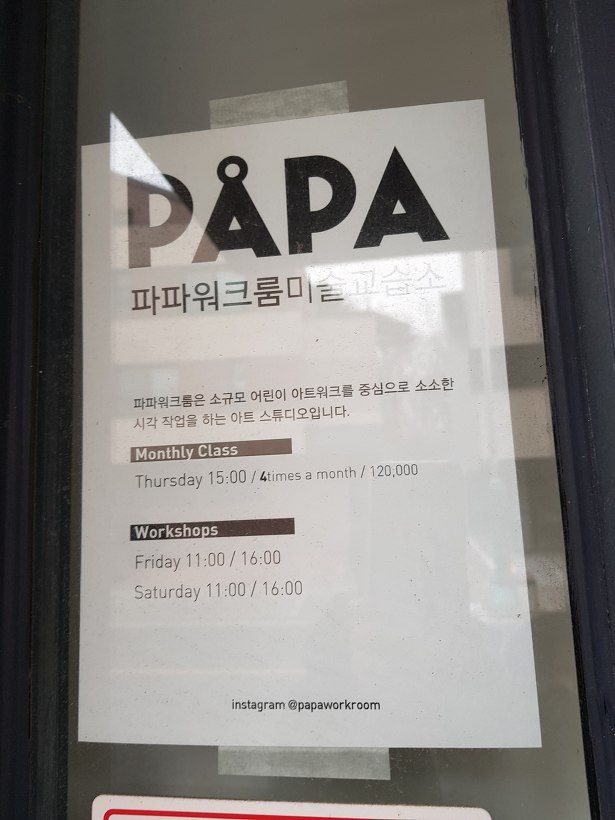 PÅPA
파파워크룸미술교습소
파파워크룸은 소규모 어린이 아트워크를 중심으로 소소한
시각 작업을 하는 아트 스튜디오입니다.
Monthly Class
Thursday 15:00 / 4times a month / 120,000
Workshops
Friday 11:00 / 16:00
Saturday 11:00 / 16:00
instagram @papaworkroom